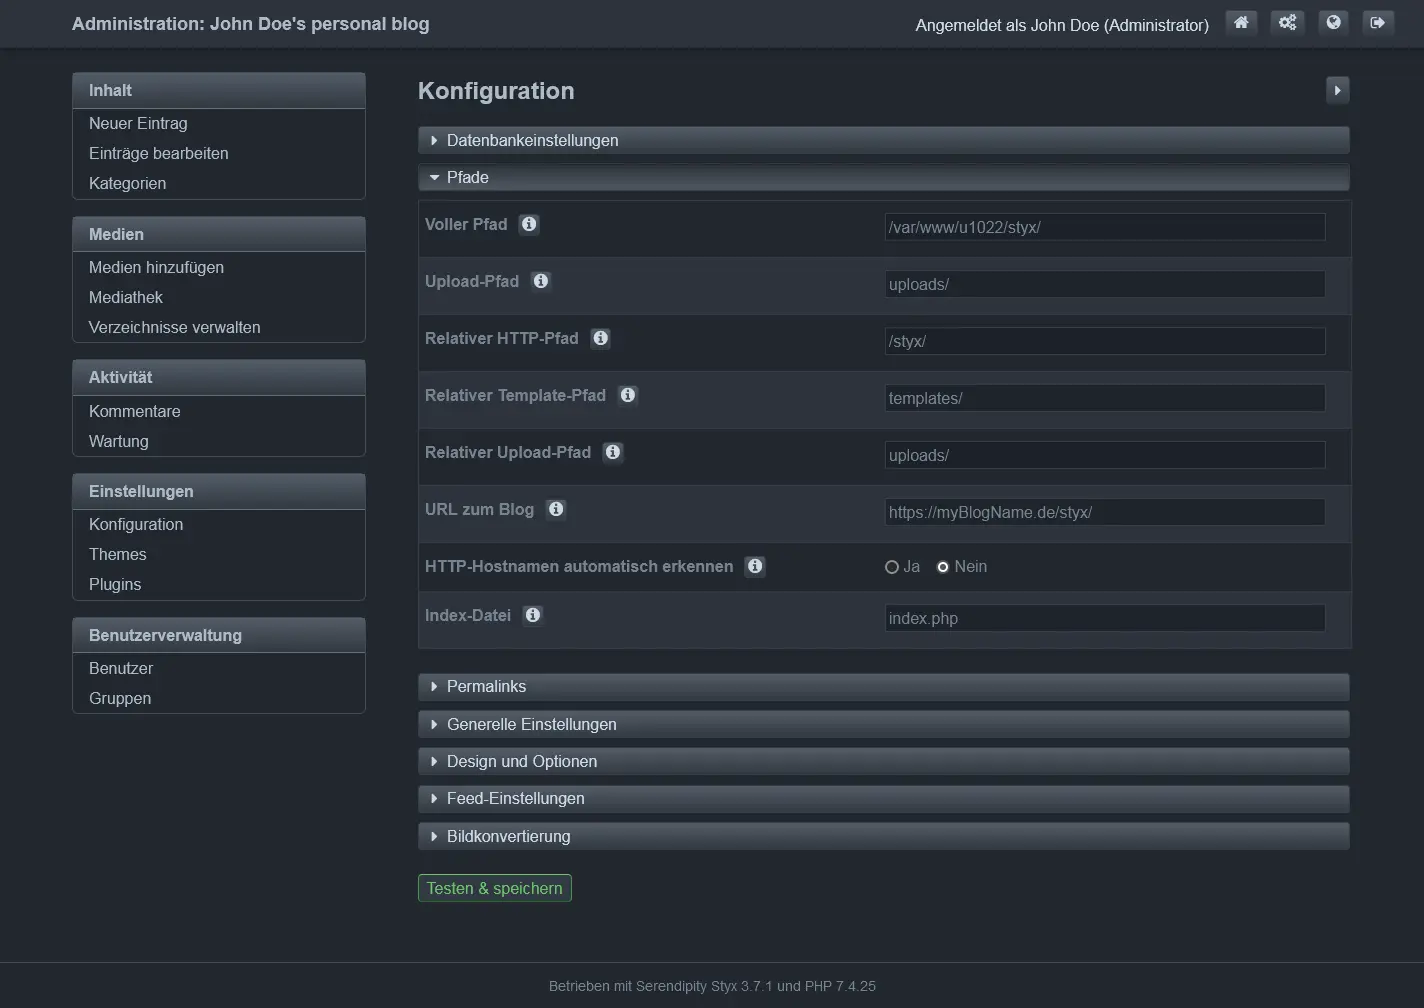 Administration: John Doe's personal blog
Angemeldet als John Doe (Administrator)
Inhalt
Neuer Eintrag
Einträge bearbeiten
Kategorien
Medien
Medien hinzufügen
Mediathek
Verzeichnisse verwalten
Aktivität
Kommentare
Wartung
Einstellungen
Konfiguration
Themes
Plugins
Benutzerverwaltung
Benutzer
Gruppen
Konfiguration
Datenbankeinstellungen
Pfade
Voller Pfad /var/www/u1022/styx/
Upload-Pfad uploads/
Relativer HTTP-Pfad /styx/
Relativer Template-Pfad templates/
Relativer Upload-Pfad uploads/
URL zum Blog https://myBlogName.de/styx/
HTTP-Hostnamen automatisch erkennen Ja Nein
Index-Datei index.php
Permalinks
Generelle Einstellungen
Design und Optionen
Feed-Einstellungen
Bildkonvertierung
Testen & speichern
Betrieben mit Serendipity Styx 3.7.1 und PHP 7.4.25